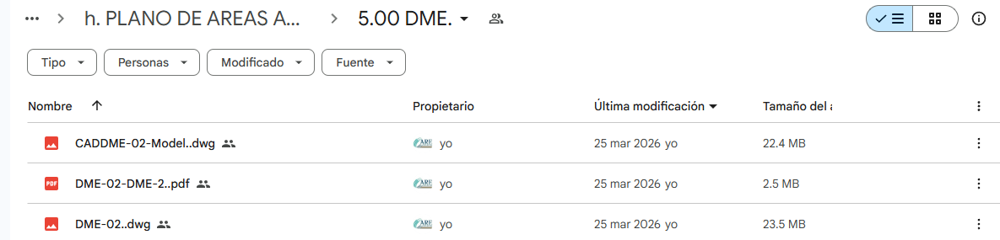 ... > h. PLANO DE AREAS A... > 5.00 DME.
Tipo Personas Modificado Fuente
Nombre Propietario Última modificación Tamaño del a
CADDME-02-Model..dwg yo 25 mar 2026 yo 22.4 MB
PDF DME-02-DME-2..pdf yo 25 mar 2026 yo 2.5 MB
DME-02..dwg yo 25 mar 2026 yo 23.5 MB